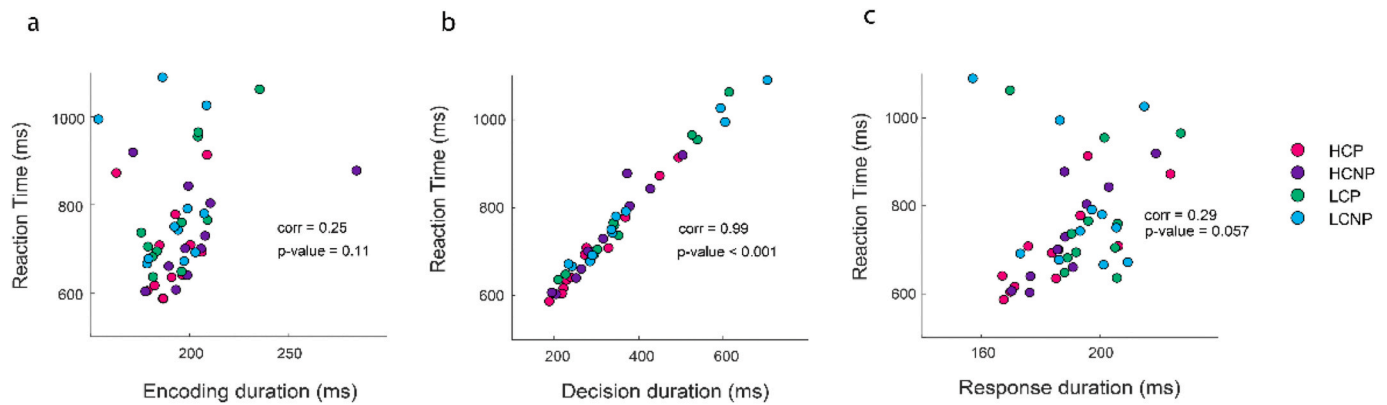 a
b
c
Reaction Time (ms)
1000
800
600
200
250
corr = 0.25
p-value = 0.11
Encoding duration (ms)
Reaction Time (ms)
1000
800
600
200
400
600
corr = 0.99
p-value < 0.001
Decision duration (ms)
Reaction Time (ms)
1000
800
600
160
200
corr = 0.29
p-value = 0.057
Response duration (ms)
HCP
HCNP
LCP
LCNP